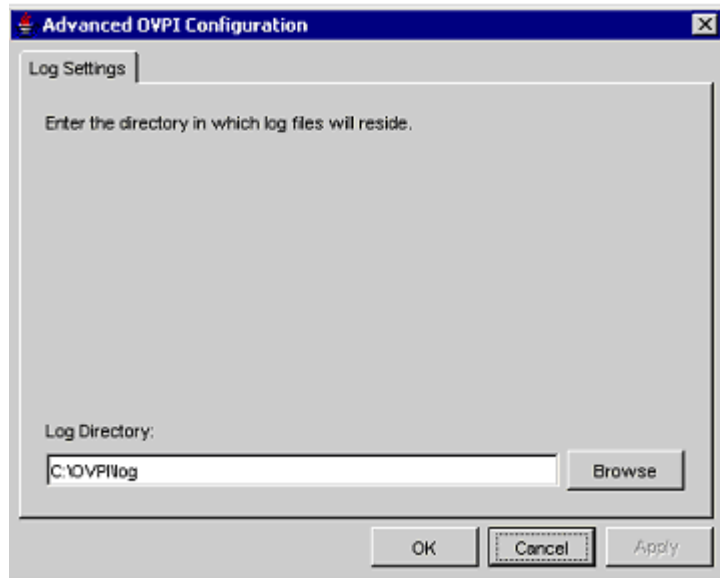 Advanced OVPI Configuration
Log Settings
Enter the directory in which log files will reside.
Log Directory:
C:\OVPI\log
Browse
OK
Cancel
Apply